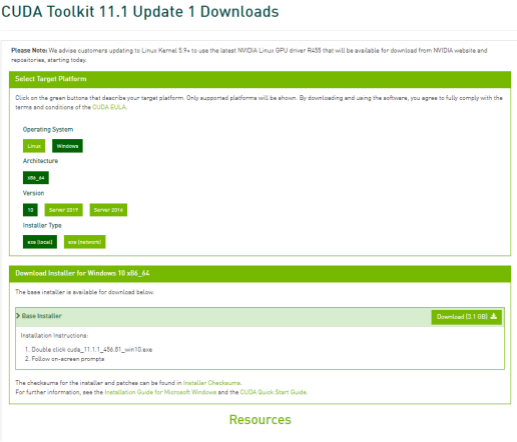 CUDA Toolkit 11.1 Update 1 Downloads
Please Note: We advise customers updating to Linux Kernel 5.9+ to use the latest NVIDIA Linux GPU driver R455 that will be available for download from NVIDIA website and
repositories, starting today.
Select Target Platform
Click on the green buttons that describe your target platform. Only supported platforms will be shown. By downloading and using the software, you agree to fully comply with the
terms and conditions of the CUDA EULA.
Operating System
Linux Windows
Architecture
x86_64
Version
10 Server 2019 Server 2016
Installer Type
exe (local) exe (network)
Download Installer for Windows 10 x86_64
The base installer is available for download below.
> Base Installer Download (3.1 GB)
Installation Instructions:
1. Double click cuda_11.1.1_456.81_win10.exe
2. Follow on-screen prompts
The checksums for the installer and patches can be found in Installer Checksums.
For further information, see the Installation Guide for Microsoft Windows and the CUDA Quick Start Guide.
Resources